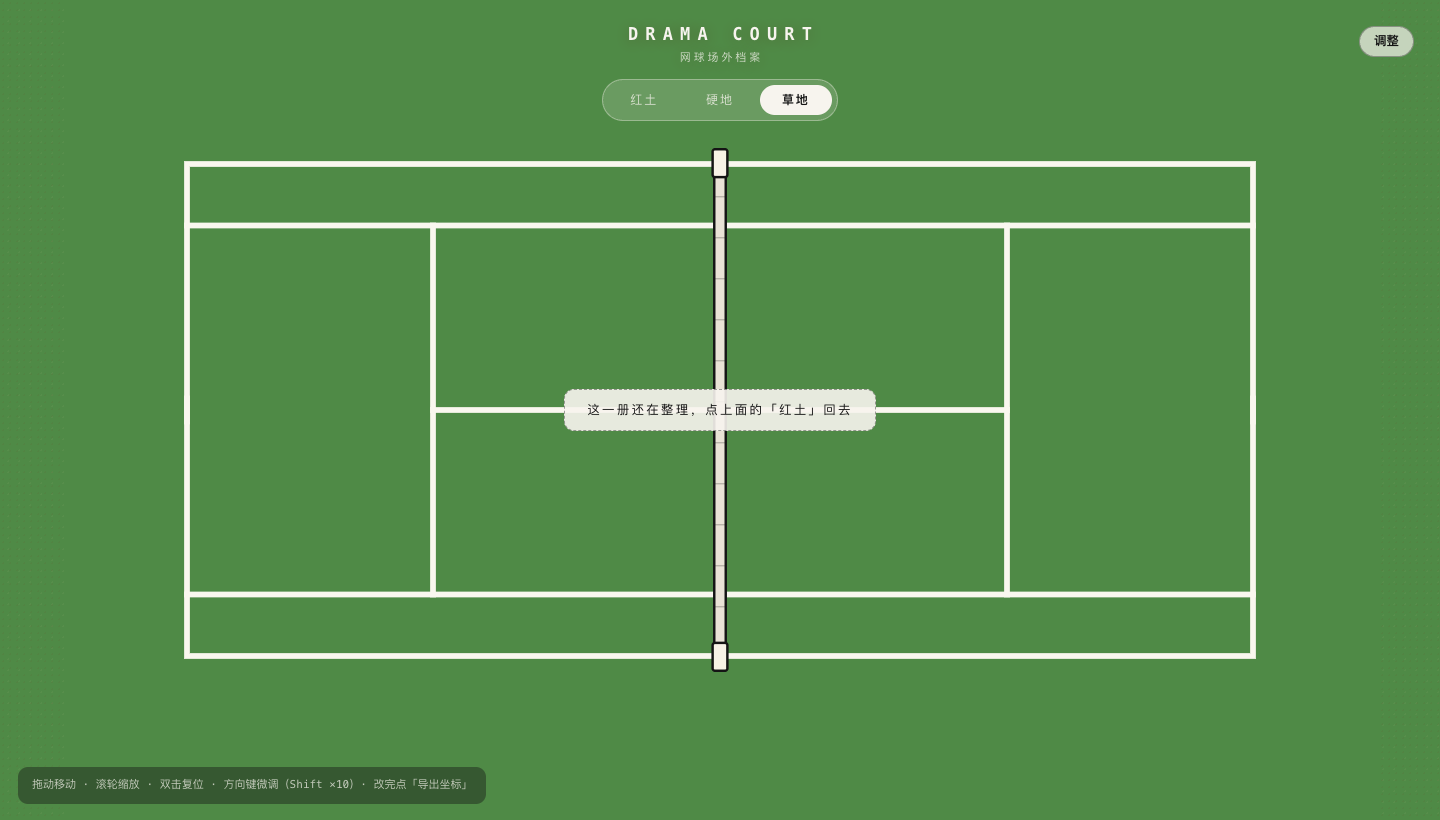 DRAMA COURT
网球场外档案
调整
红土 硬地 草地
这一册还在整理，点上面的「红土」回去
拖动移动 · 滚轮缩放 · 双击复位 · 方向键微调（Shift ×10）· 改完点「导出坐标」